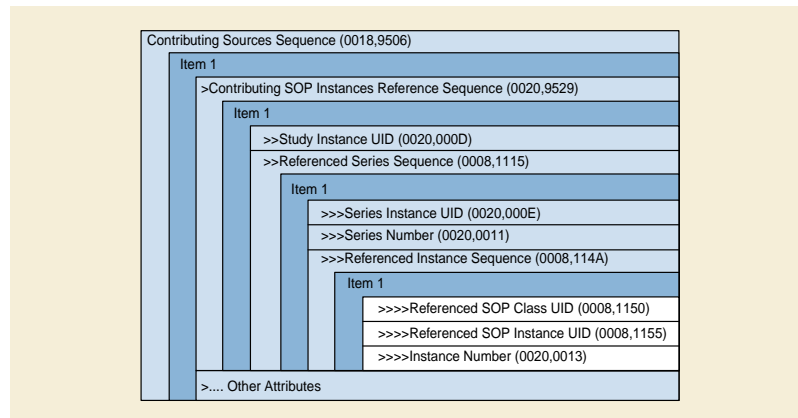 Contributing Sources Sequence (0018,9506)
Item 1
>Contributing SOP Instances Reference Sequence (0020,9529)
Item 1
>>Study Instance UID (0020,000D)
>>Referenced Series Sequence (0008,1115)
Item 1
>>>Series Instance UID (0020,000E)
>>>Series Number (0020,0011)
>>>Referenced Instance Sequence (0008,114A)
Item 1
>>>>Referenced SOP Class UID (0008,1150)
>>>>Referenced SOP Instance UID (0008,1155)
>>>>Instance Number (0020,0013)
>.... Other Attributes